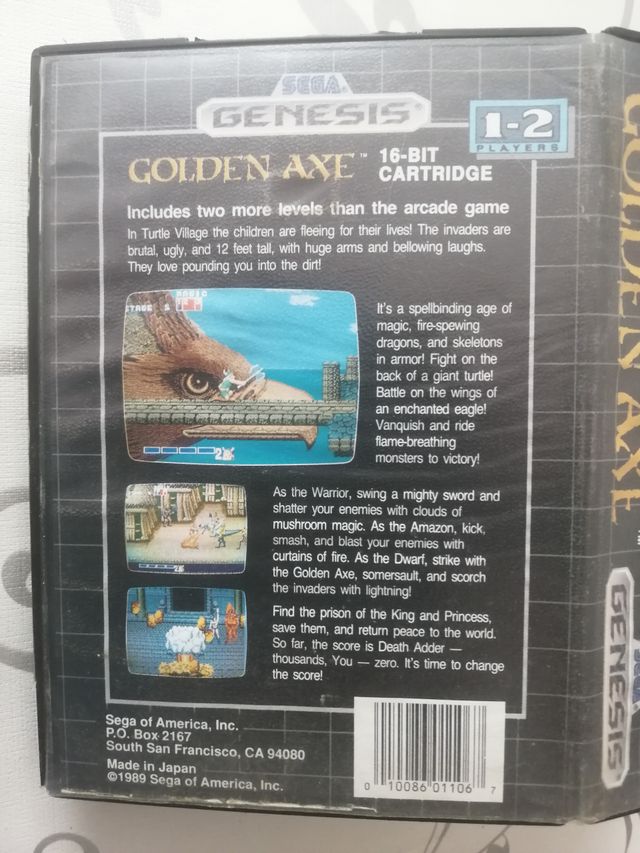 SEGA
GENESIS
1-2
PLAYERS
GOLDEN AXE™
16-BIT
CARTRIDGE
Includes two more levels than the arcade game
In Turtle Village the children are fleeing for their lives! The invaders are
brutal, ugly, and 12 feet tall, with huge arms and bellowing laughs.
They love pounding you into the dirt!
STAGE 5
MAGIC
It's a spellbinding age of
magic, fire-spewing
dragons, and skeletons
in armor! Fight on the
back of a giant turtle!
Battle on the wings of
an enchanted eagle!
Vanquish and ride
flame-breathing
monsters to victory!
As the Warrior, swing a mighty sword and
shatter your enemies with clouds of
mushroom magic. As the Amazon, kick,
smash, and blast your enemies with
curtains of fire. As the Dwarf, strike with
the Golden Axe, somersault, and scorch
the invaders with lightning!
Find the prison of the King and Princess,
save them, and return peace to the world.
So far, the score is Death Adder —
thousands, You — zero. It's time to change
the score!
Sega of America, Inc.
P.O. Box 2167
South San Francisco, CA 94080
Made in Japan
©1989 Sega of America, Inc.
0 10086 01106 7
GOLDEN AXE™
SEGA
GENESIS